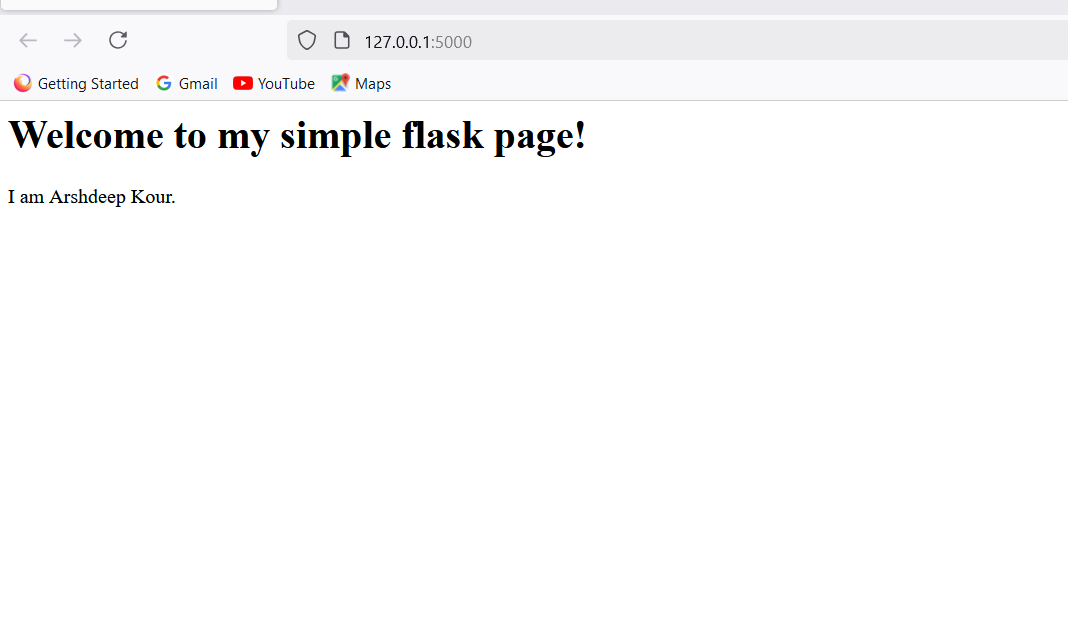 127.0.0.1:5000
Getting Started Gmail YouTube Maps
Welcome to my simple flask page!
I am Arshdeep Kour.